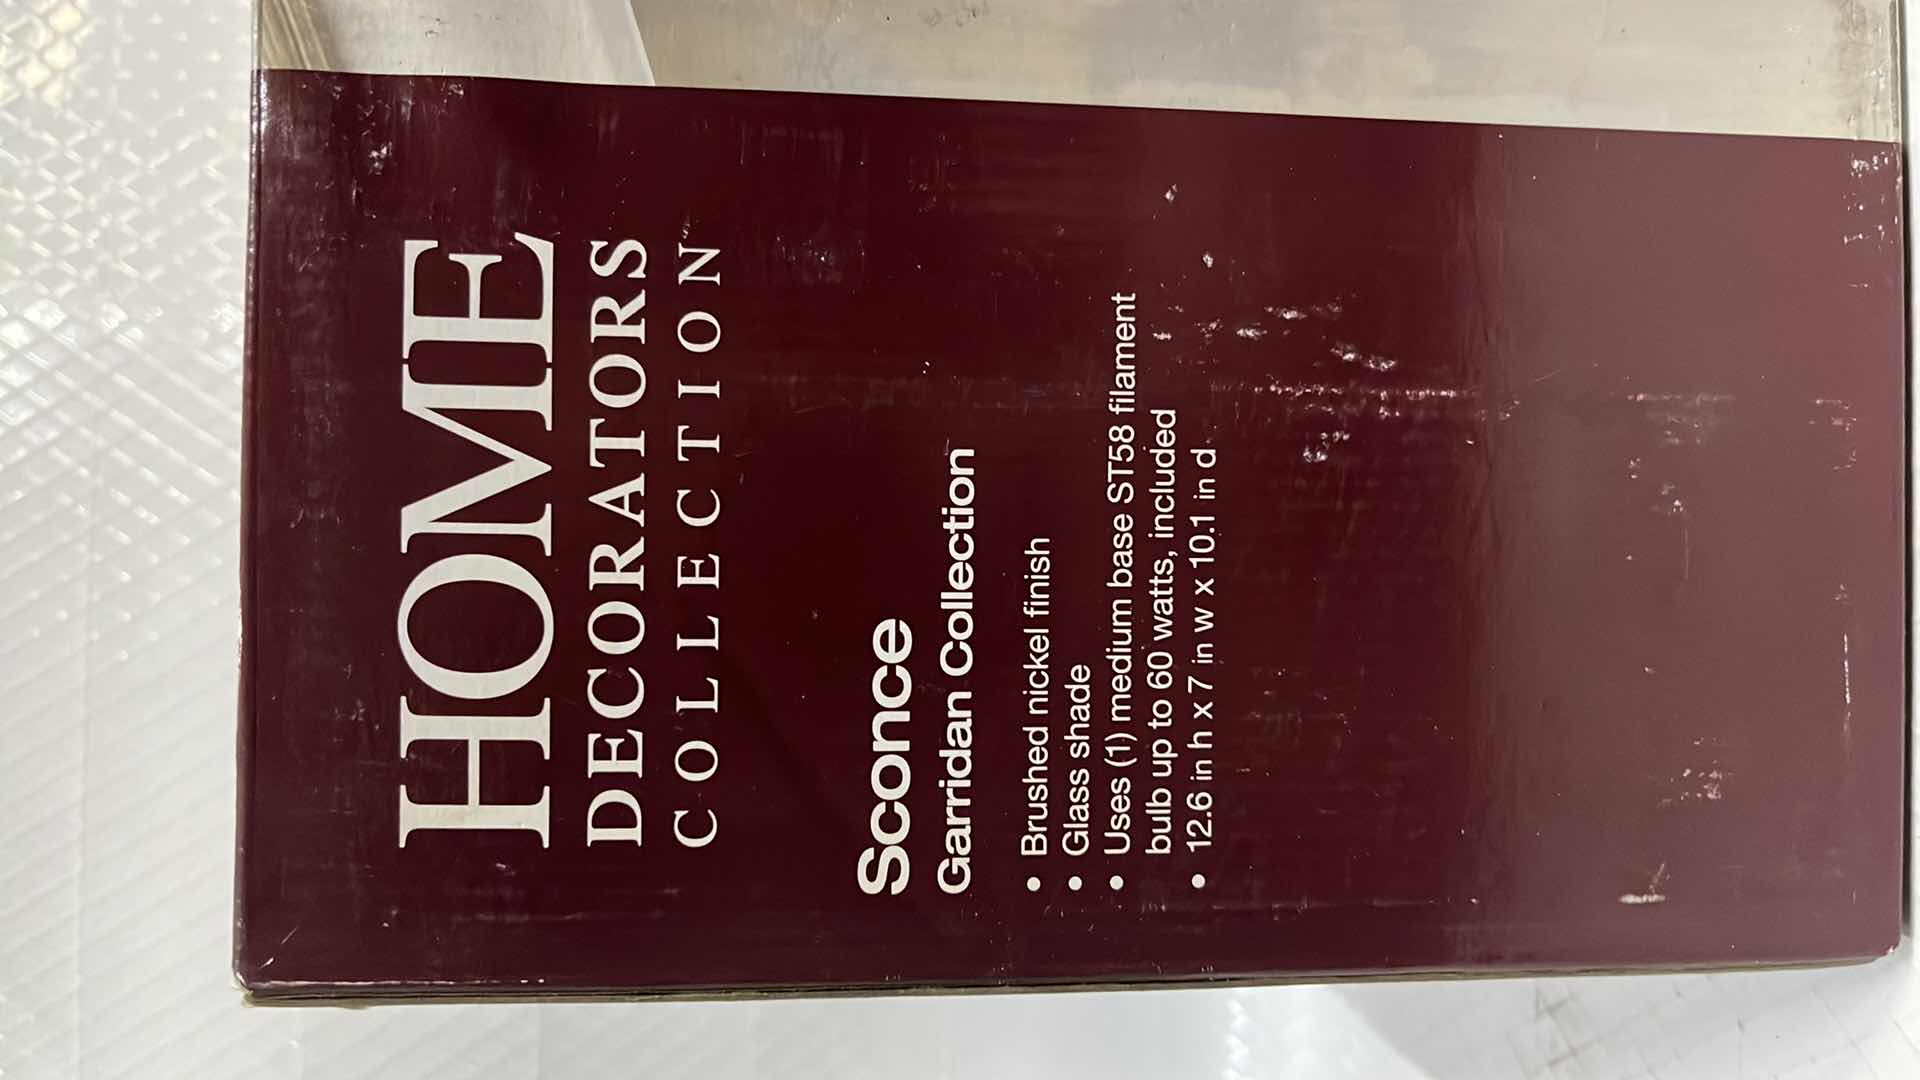 HOME
DECORATORS
COLLECTION
Sconce
Garridan Collection
• Brushed nickel finish
• Glass shade
• Uses (1) medium base ST58 filament
bulb up to 60 watts, included
• 12.6 in h x 7 in w x 10.1 in d